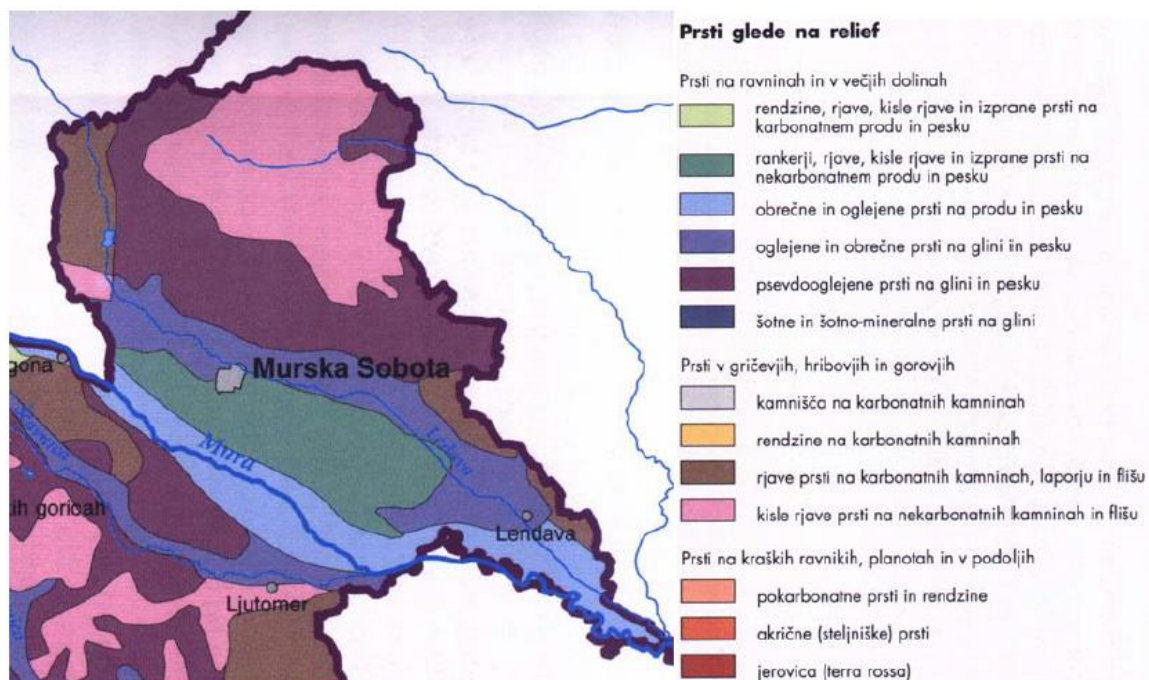 Prsti glede na relief
Prsti na ravninah in v večjih dolinah
rendzine, rjave, kisle rjave in izprane prsti na
karbonatnem produ in pesku
rankerji, rjave, kisle rjave in izprane prsti na
nekarbonatnem produ in pesku
obrečne in oglejene prsti na produ in pesku
oglejene in obrečne prsti na glini in pesku
psevdooglejene prsti na glini in pesku
šotne in šotno-mineralne prsti na glini
Prsti v gričevjih, hribovjih in gorovjih
kamnišča na karbonatnih kamninah
rendzine na karbonatnih kamninah
rjave prsti na karbonatnih kamninah, laporju in flišu
kisle rjave prsti na nekarbonatnih kamninah in flišu
Prsti na kraških ravnikih, planotah in v podoljih
pokarbonatne prsti in rendzine
akrične (steljniške) prsti
jerovica (terra rossa)
gona
Murska Sobota
Ščavnica
Mura
Ledava
ih goricah
Lendava
Ljutomer